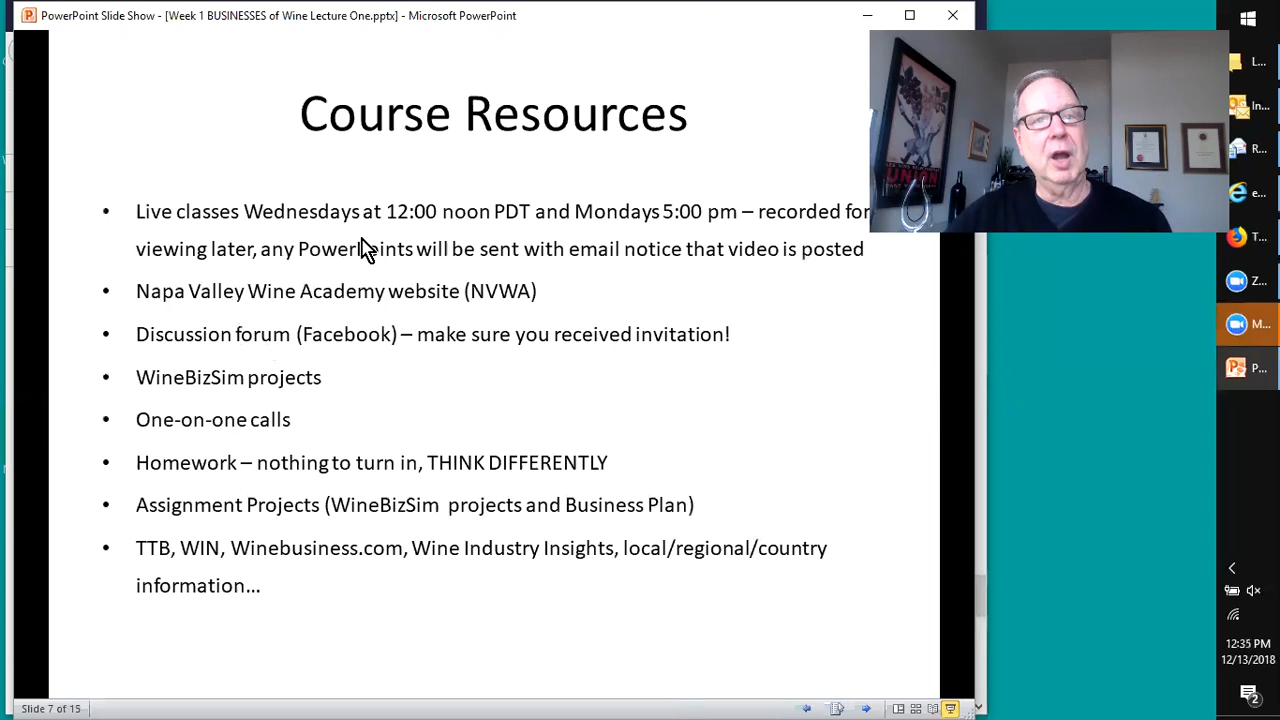 PowerPoint Slide Show - [Week 1 BUSINESSES of Wine Lecture One.pptx] - Microsoft PowerPoint
Course Resources
• Live classes Wednesdays at 12:00 noon PDT and Mondays 5:00 pm – recorded for
viewing later, any PowerPoints will be sent with email notice that video is posted
• Napa Valley Wine Academy website (NVWA)
• Discussion forum (Facebook) – make sure you received invitation!
• WineBizSim projects
• One-on-one calls
• Homework – nothing to turn in, THINK DIFFERENTLY
• Assignment Projects (WineBizSim projects and Business Plan)
• TTB, WIN, Winebusiness.com, Wine Industry Insights, local/regional/country
information…
Slide 7 of 15
UNION
L...
In...
R...
e...
T...
Z...
M...
P...
12:35 PM
12/13/2018
2